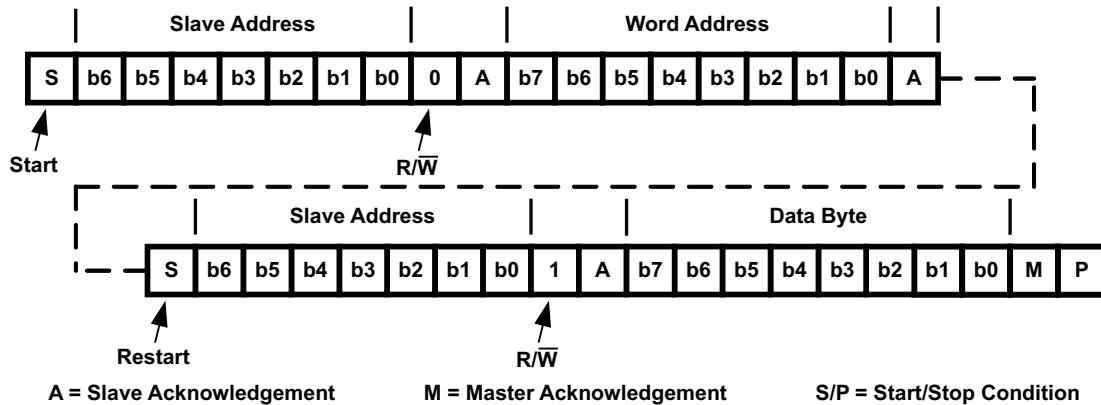 Slave Address Word Address
S b6 b5 b4 b3 b2 b1 b0 0 A b7 b6 b5 b4 b3 b2 b1 b0 A
Start R/W̅
Slave Address Data Byte
S b6 b5 b4 b3 b2 b1 b0 1 A b7 b6 b5 b4 b3 b2 b1 b0 M P
Restart R/W̅
A = Slave Acknowledgement M = Master Acknowledgement S/P = Start/Stop Condition